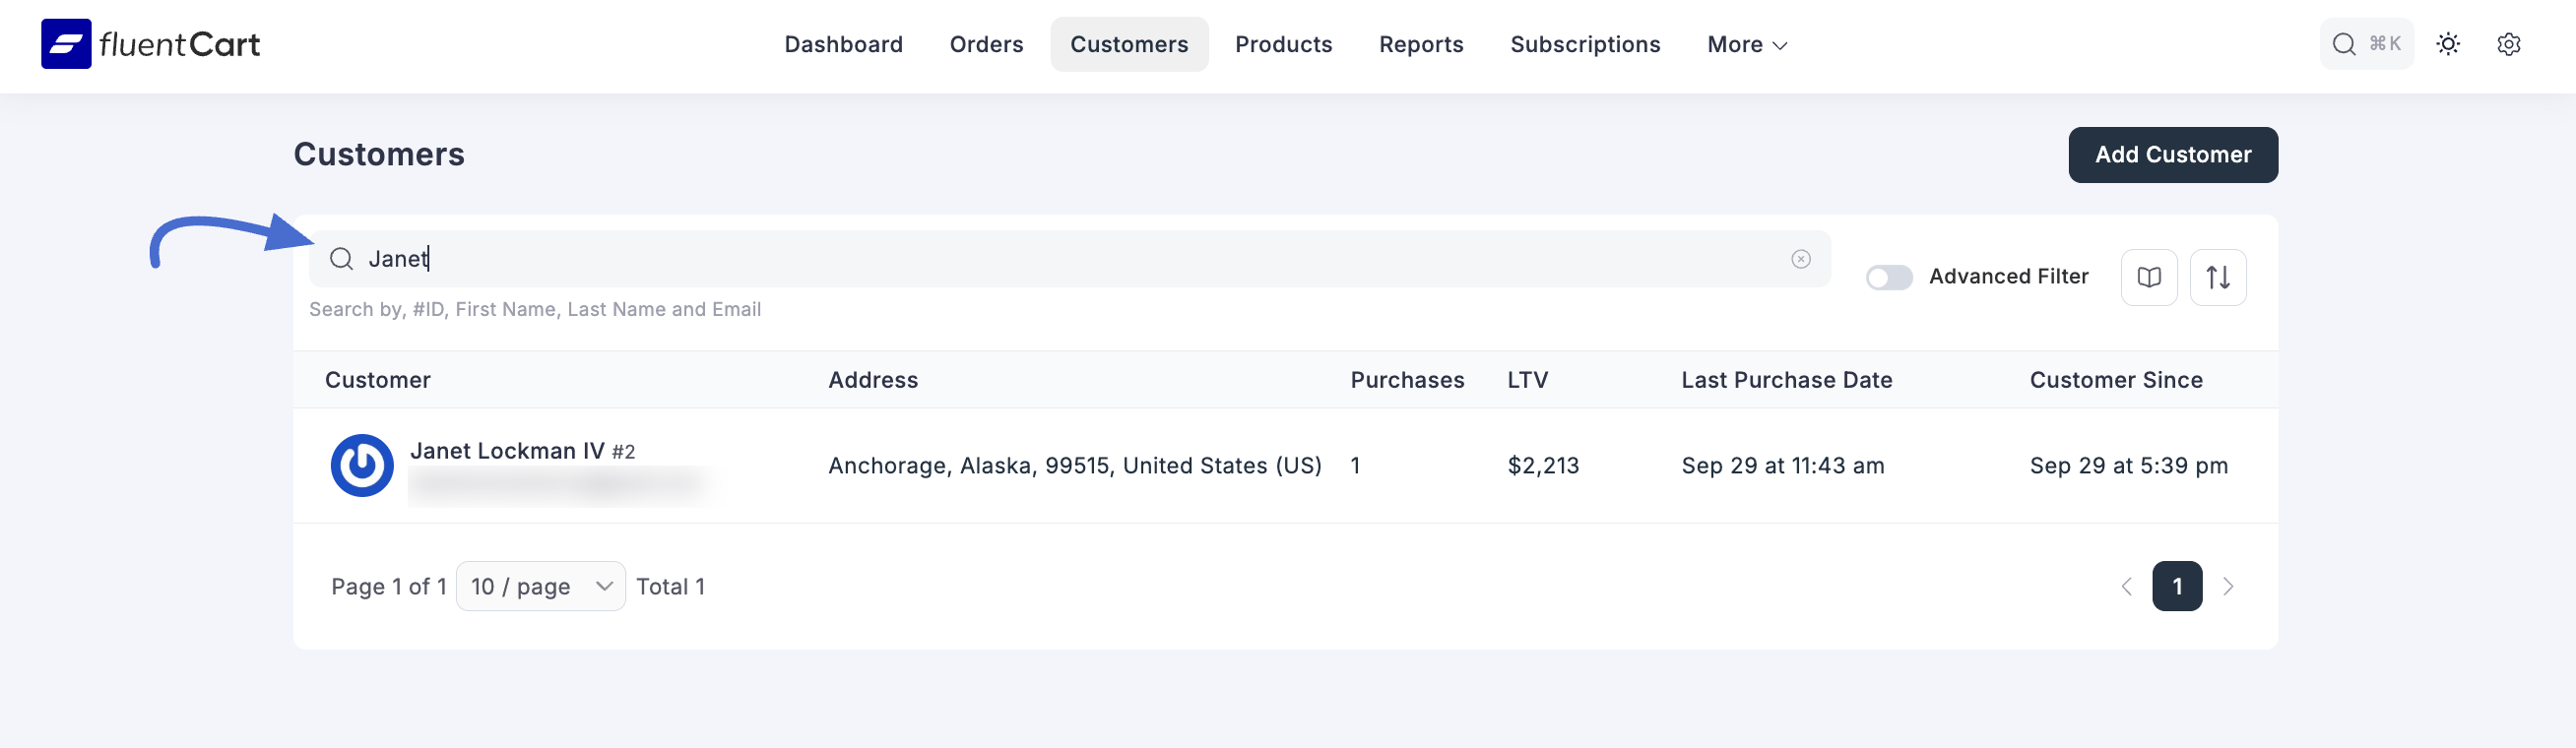 fluentCart
Dashboard Orders Customers Products Reports Subscriptions More ⌘K
Customers Add Customer
Janet
Advanced Filter
Search by, #ID, First Name, Last Name and Email
Customer Address Purchases LTV Last Purchase Date Customer Since
Janet Lockman IV #2
Anchorage, Alaska, 99515, United States (US) 1 $2,213 Sep 29 at 11:43 am Sep 29 at 5:39 pm
Page 1 of 1 10 / page Total 1 1